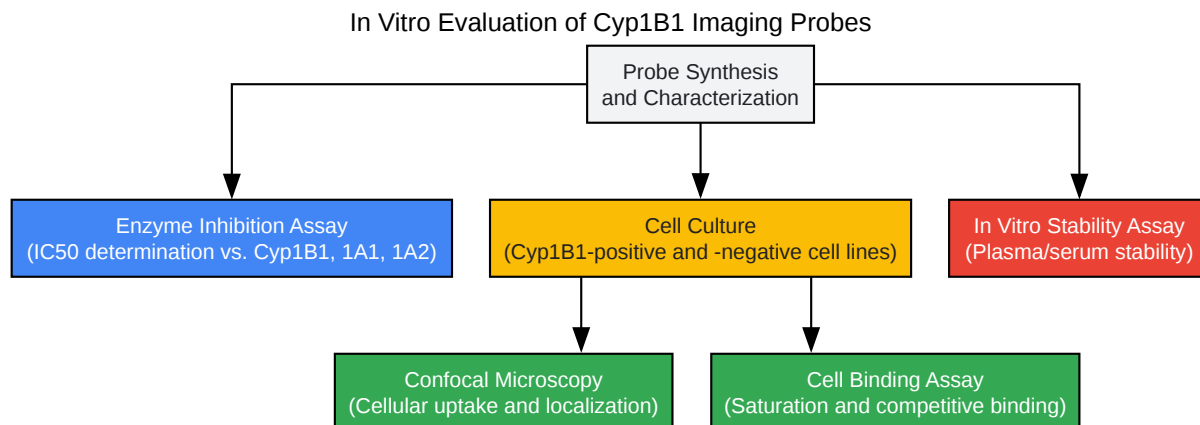 In Vitro Evaluation of Cyp1B1 Imaging Probes
Probe Synthesis
and Characterization
Enzyme Inhibition Assay
(IC50 determination vs. Cyp1B1, 1A1, 1A2)
Cell Culture
(Cyp1B1-positive and -negative cell lines)
In Vitro Stability Assay
(Plasma/serum stability)
Confocal Microscopy
(Cellular uptake and localization)
Cell Binding Assay
(Saturation and competitive binding)